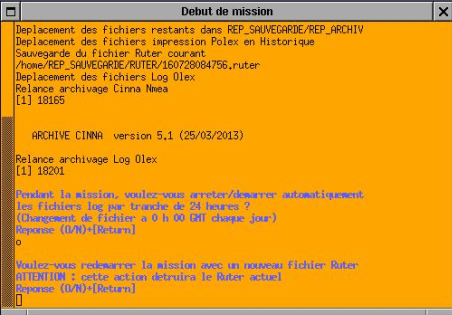 Debut de mission
Deplacement des fichiers restants dans REP_SAUVEGARDE/REP_ARCHIV
Deplacement des fichiers impression Polex en Historique
Sauvegarde du fichier Ruter courant
/home/REP_SAUVEGARDE/RUTER/160728084756.ruter
Deplacement des fichiers Log Olex
Relance archivage Cinna Nmea
[1] 18165
ARCHIVE CINNA version 5.1 (25/03/2013)
Relance archivage Log Olex
[1] 18201
Pendant la mission, voulez-vous arreter/demarrer automatiquement
les fichiers log par tranche de 24 heures ?
(Changement de fichier a 0 h 00 GMT chaque jour)
Reponse (O/N)+[Return]
o
Voulez-vous redemarrer la mission avec un nouveau fichier Ruter
ATTENTION : cette action detruira le Ruter actuel
Reponse (O/N)+[Return]